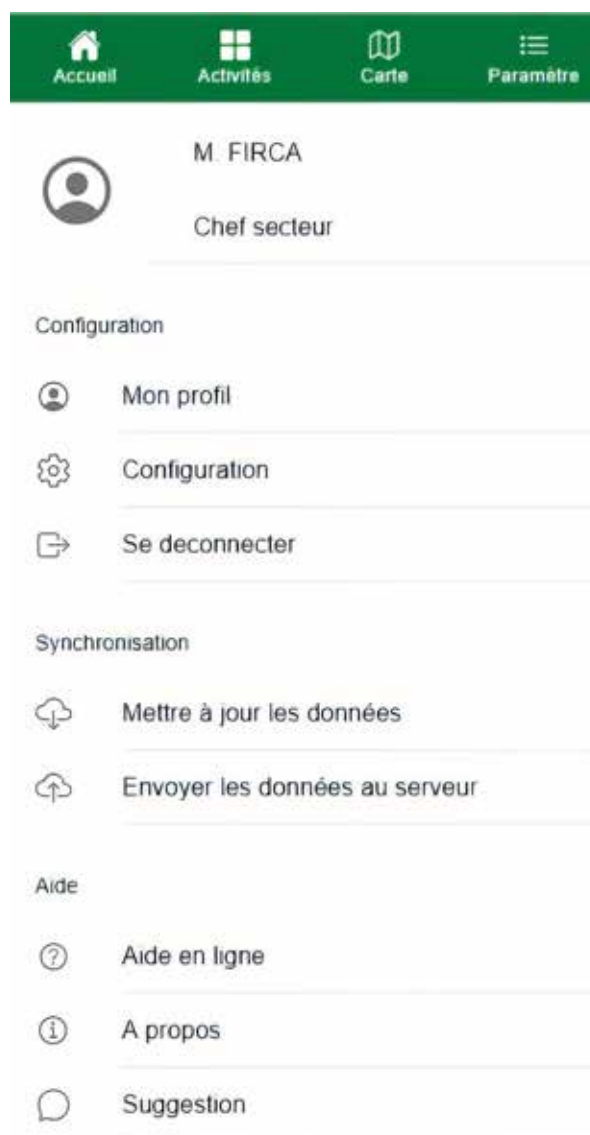 Accueil Activités Carte Paramètre
M. FIRCA
Chef secteur
Configuration
Mon profil
Configuration
Se deconnecter
Synchronisation
Mettre à jour les données
Envoyer les données au serveur
Aide
Aide en ligne
A propos
Suggestion